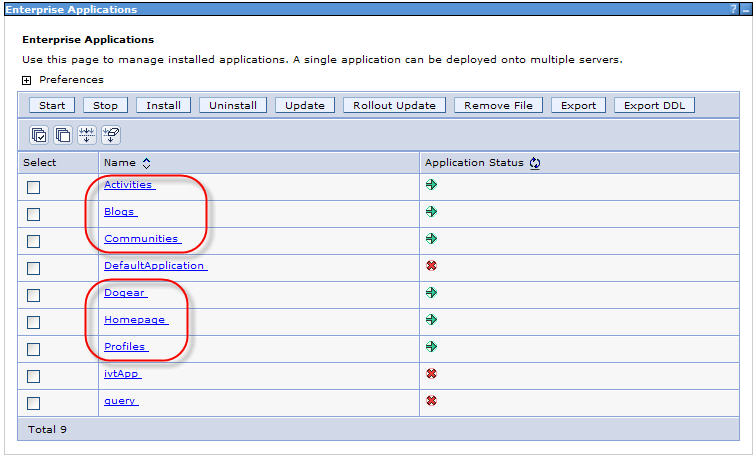 Enterprise Applications ? _
Enterprise Applications
Use this page to manage installed applications. A single application can be deployed onto multiple servers.
+ Preferences
Start Stop Install Uninstall Update Rollout Update Remove File Export Export DDL
Select Name Application Status
Activities
Blogs
Communities
DefaultApplication
Dogear
Homepage
Profiles
ivtApp
query
Total 9